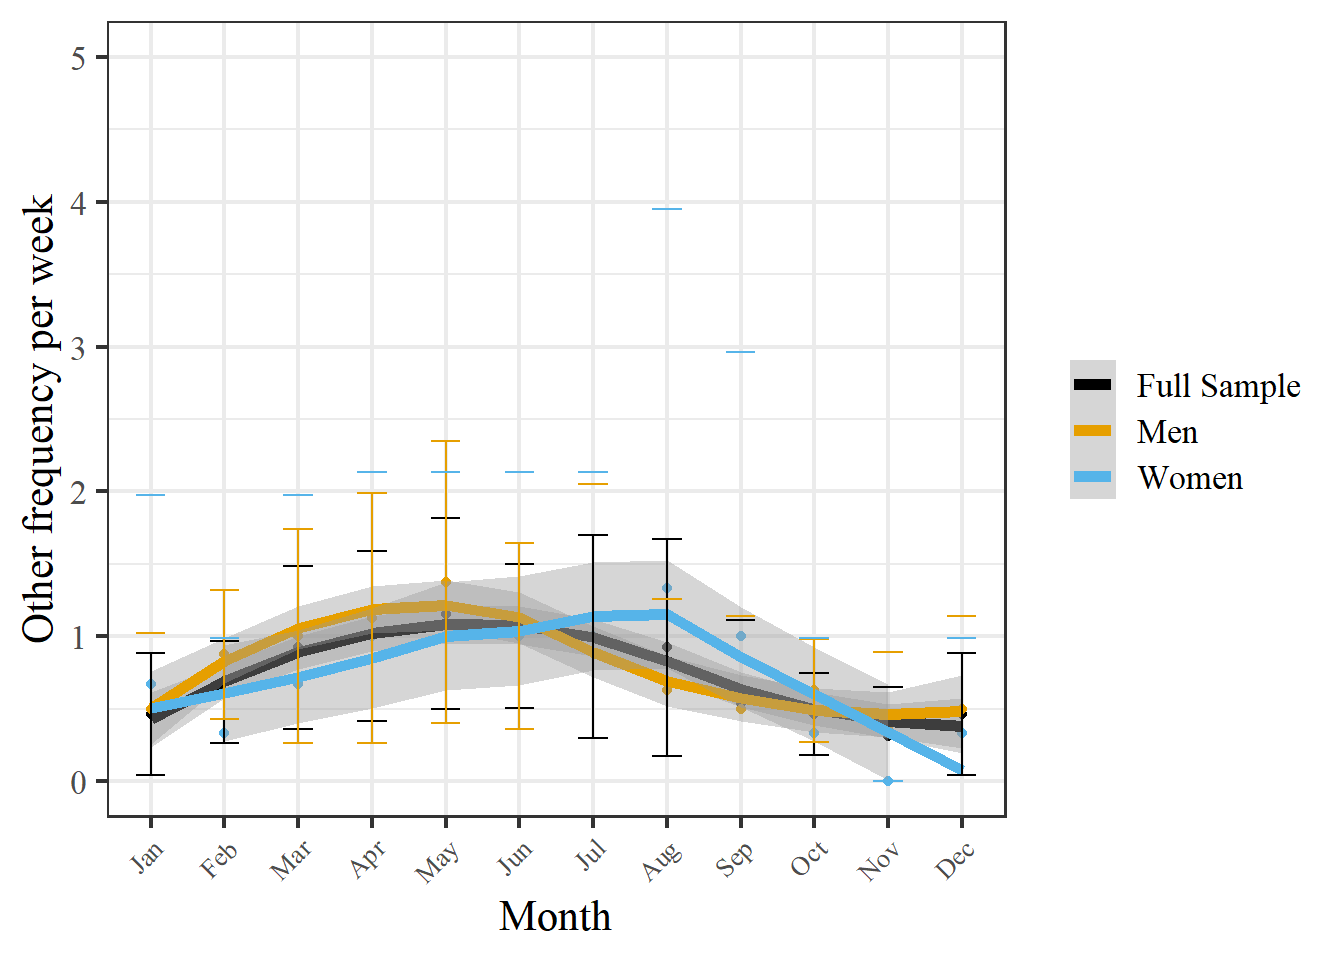 Other frequency per week
5
4
3
2
1
0
Jan
Feb
Mar
Apr
May
Jun
Jul
Aug
Sep
Oct
Nov
Dec
Month
Full Sample
Men
Women